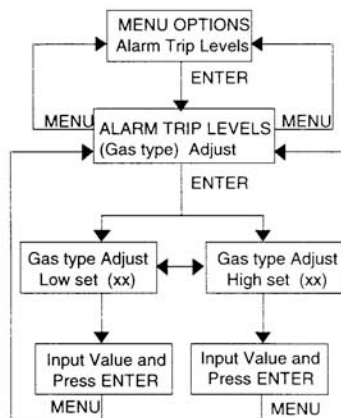 MENU OPTIONS
Alarm Trip Levels
ENTER
MENU
MENU
ALARM TRIP LEVELS
(Gas type) Adjust
ENTER
Gas type Adjust
Low set (xx)
Gas type Adjust
High set (xx)
Input Value and
Press ENTER
Input Value and
Press ENTER
MENU
MENU